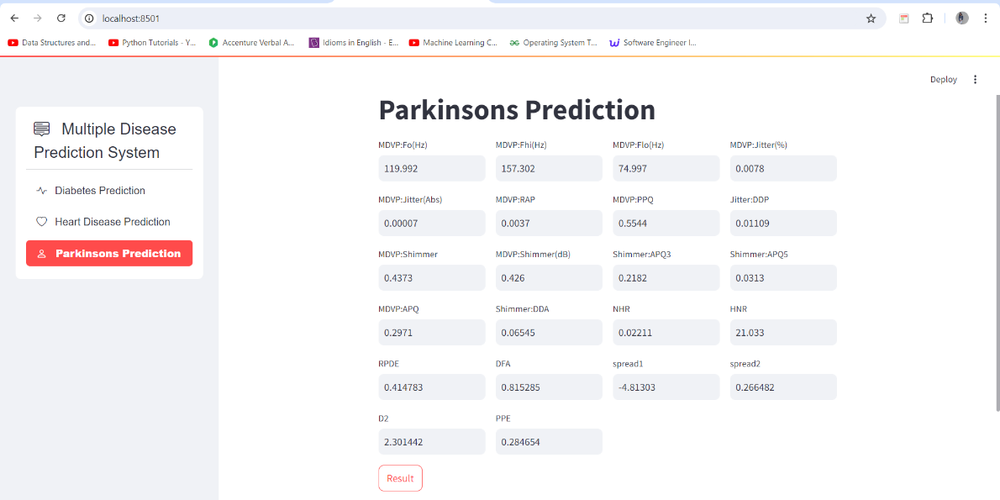 localhost:8501
Data Structures and... Python Tutorials - Y... Accenture Verbal A... Idioms in English - E... Machine Learning C... Operating System T... Software Engineer I...
Deploy
Multiple Disease
Prediction System
Diabetes Prediction
Heart Disease Prediction
Parkinsons Prediction
Parkinsons Prediction
MDVP:Fo(Hz) MDVP:Fhi(Hz) MDVP:Flo(Hz) MDVP:Jitter(%)
119.992 157.302 74.997 0.0078
MDVP:Jitter(Abs) MDVP:RAP MDVP:PPQ Jitter:DDP
0.00007 0.0037 0.5544 0.01109
MDVP:Shimmer MDVP:Shimmer(dB) Shimmer:APQ3 Shimmer:APQ5
0.4373 0.426 0.2182 0.0313
MDVP:APQ Shimmer:DDA NHR HNR
0.2971 0.06545 0.02211 21.033
RPDE DFA spread1 spread2
0.414783 0.815285 -4.81303 0.266482
D2 PPE
2.301442 0.284654
Result